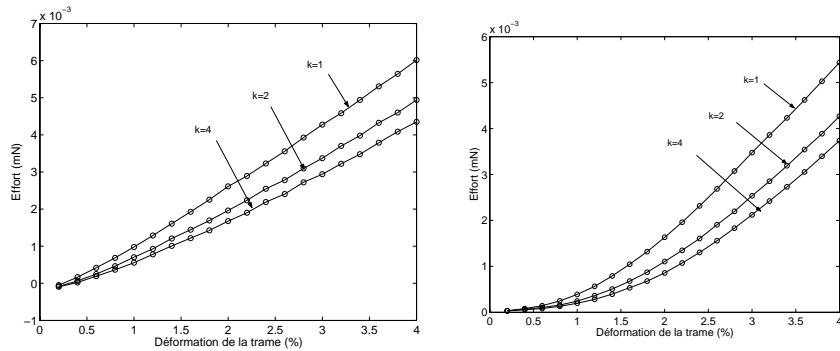 x 10⁻³
7
6
5
4
3
2
1
0
−1
Effort (mN)
k=1
k=2
k=4
0 0.5 1 1.5 2 2.5 3 3.5 4
Déformation de la trame (%)
x 10⁻³
6
5
4
3
2
1
0
Effort (mN)
k=1
k=2
k=4
0 0.5 1 1.5 2 2.5 3 3.5 4
Déformation de la trame (%)